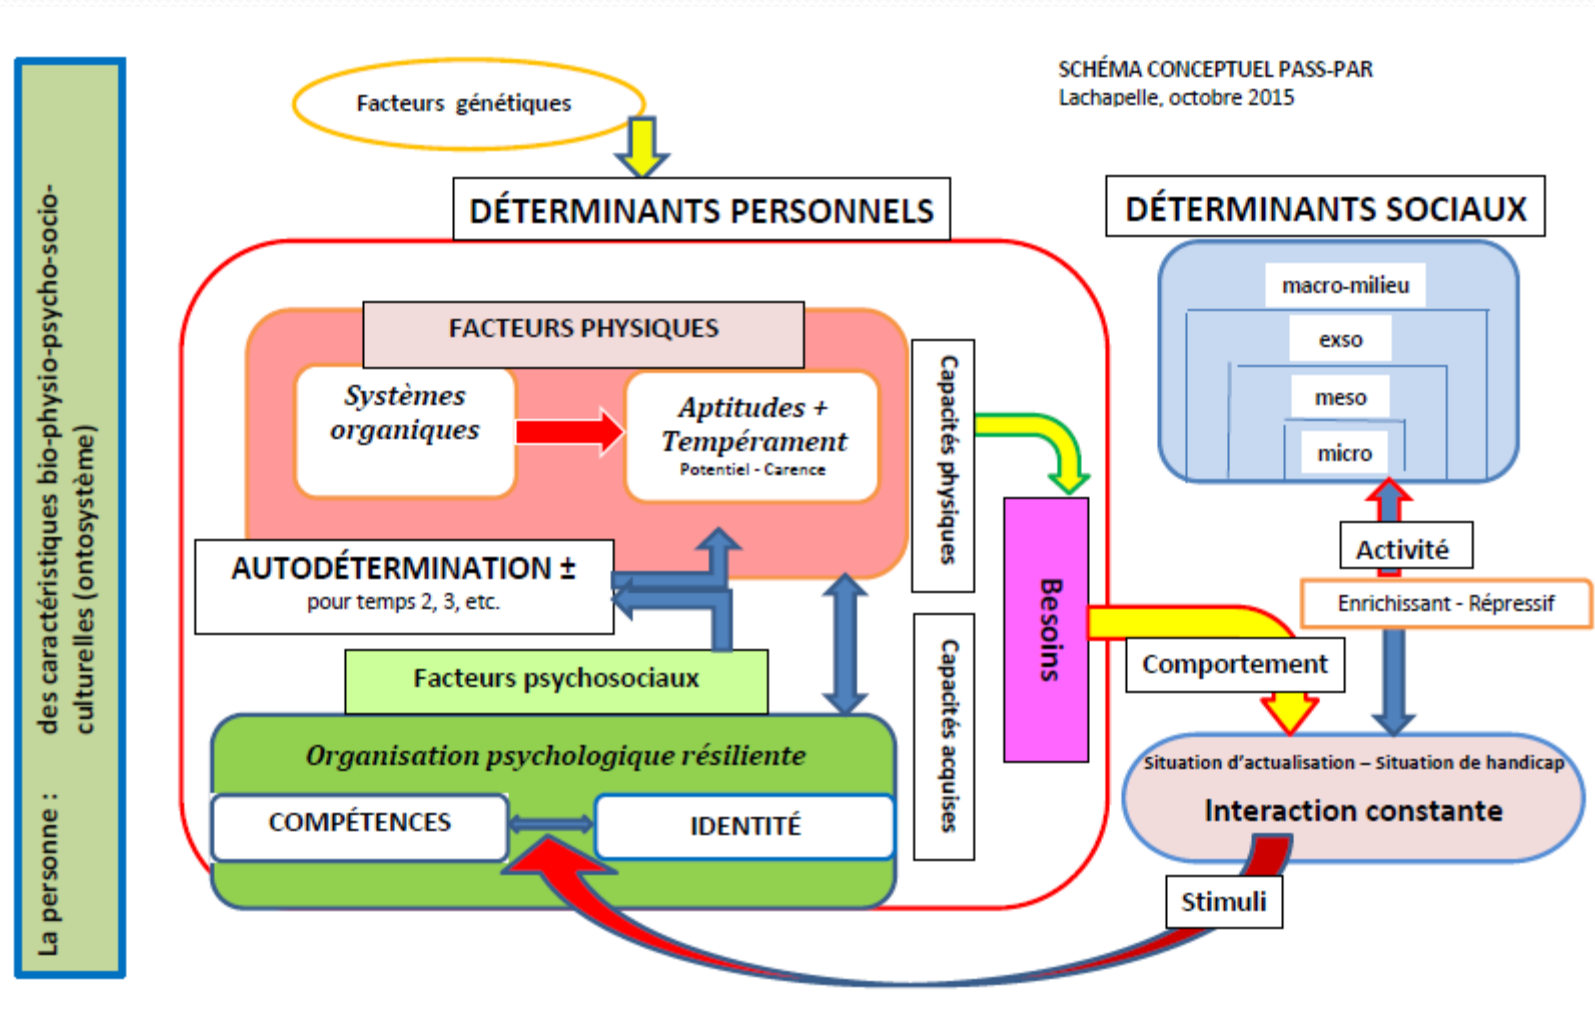 SCHÉMA CONCEPTUEL PASS-PAR
Lachapelle, octobre 2015
Facteurs génétiques
DÉTERMINANTS PERSONNELS
DÉTERMINANTS SOCIAUX
La personne : des caractéristiques bio-physio-psycho-socio-
culturelles (ontosystème)
FACTEURS PHYSIQUES
Systèmes
organiques
Aptitudes +
Tempérament
Potentiel - Carence
AUTODÉTERMINATION ±
pour temps 2, 3, etc.
Facteurs psychosociaux
Organisation psychologique résiliente
COMPÉTENCES
IDENTITÉ
Capacités physiques
Capacités acquises
Besoins
macro-milieu
exso
meso
micro
Activité
Enrichissant - Répressif
Comportement
Situation d'actualisation – Situation de handicap
Interaction constante
Stimuli